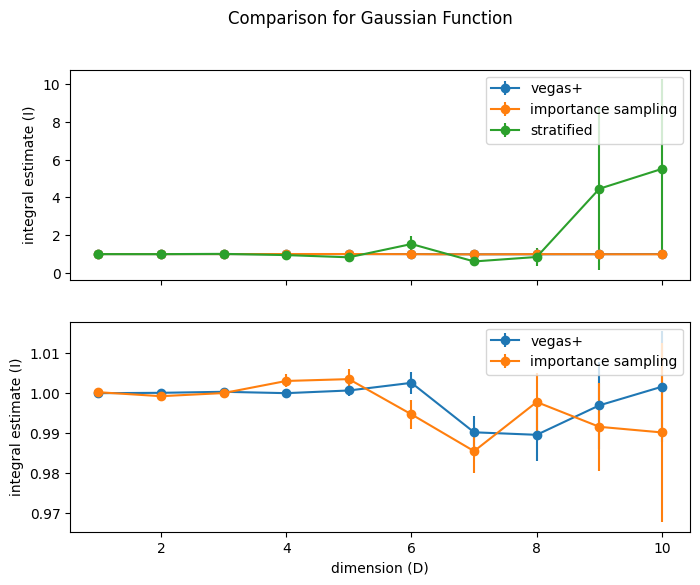 Comparison for Gaussian Function
integral estimate (I)
10
8
6
4
2
0
vegas+
importance sampling
stratified
integral estimate (I)
1.01
1.00
0.99
0.98
0.97
vegas+
importance sampling
2
4
6
8
10
dimension (D)